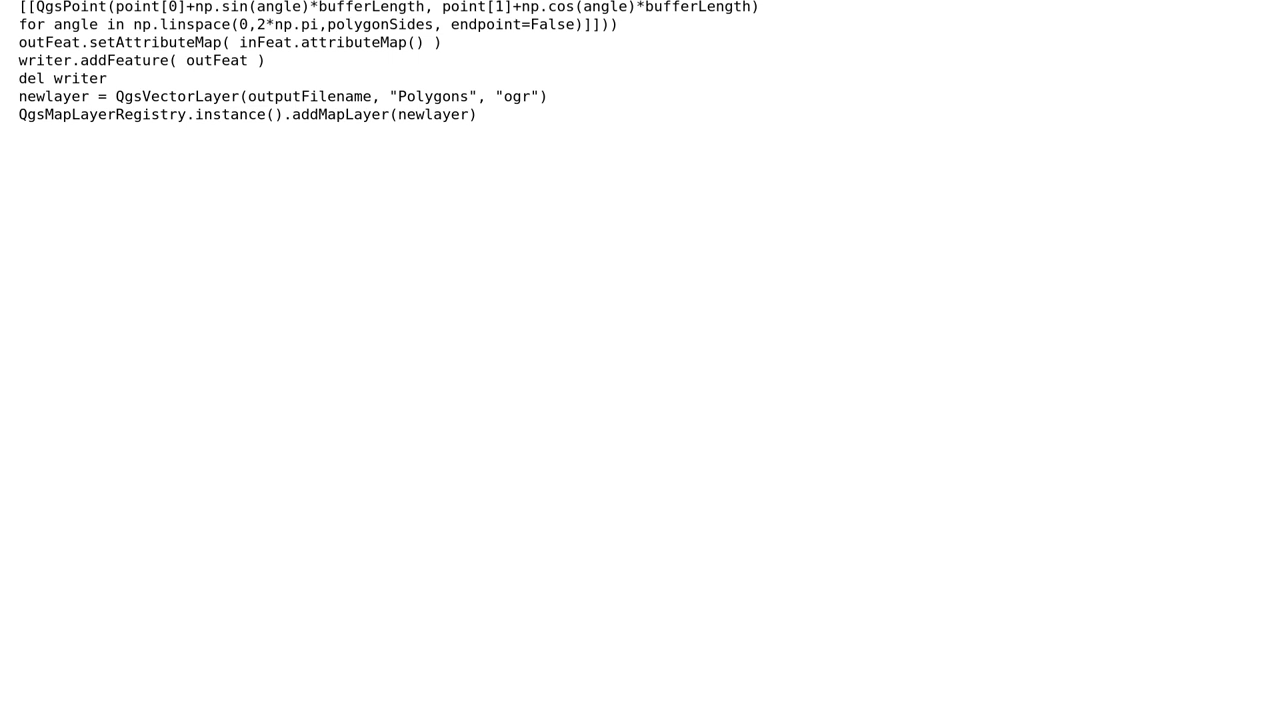 [[QgsPoint(point[0]+np.sin(angle)*bufferLength, point[1]+np.cos(angle)*bufferLength)
for angle in np.linspace(0,2*np.pi,polygonSides, endpoint=False)]]))
outFeat.setAttributeMap( inFeat.attributeMap() )
writer.addFeature( outFeat )
del writer
newlayer = QgsVectorLayer(outputFilename, "Polygons", "ogr")
QgsMapLayerRegistry.instance().addMapLayer(newlayer)